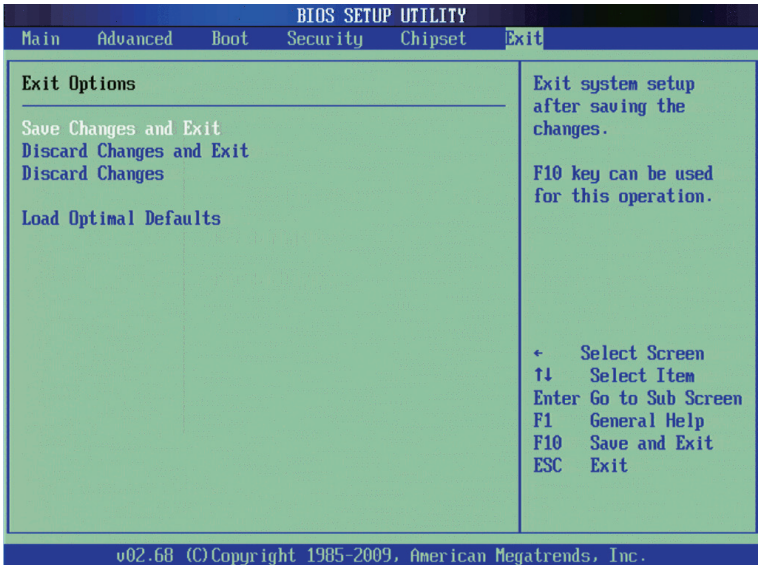 BIOS SETUP UTILITY
Main Advanced Boot Security Chipset Exit
Exit Options
Save Changes and Exit
Discard Changes and Exit
Discard Changes
Load Optimal Defaults
Exit system setup
after saving the
changes.
F10 key can be used
for this operation.
← Select Screen
↑↓ Select Item
Enter Go to Sub Screen
F1 General Help
F10 Save and Exit
ESC Exit
v02.68 (C)Copyright 1985-2009, American Megatrends, Inc.